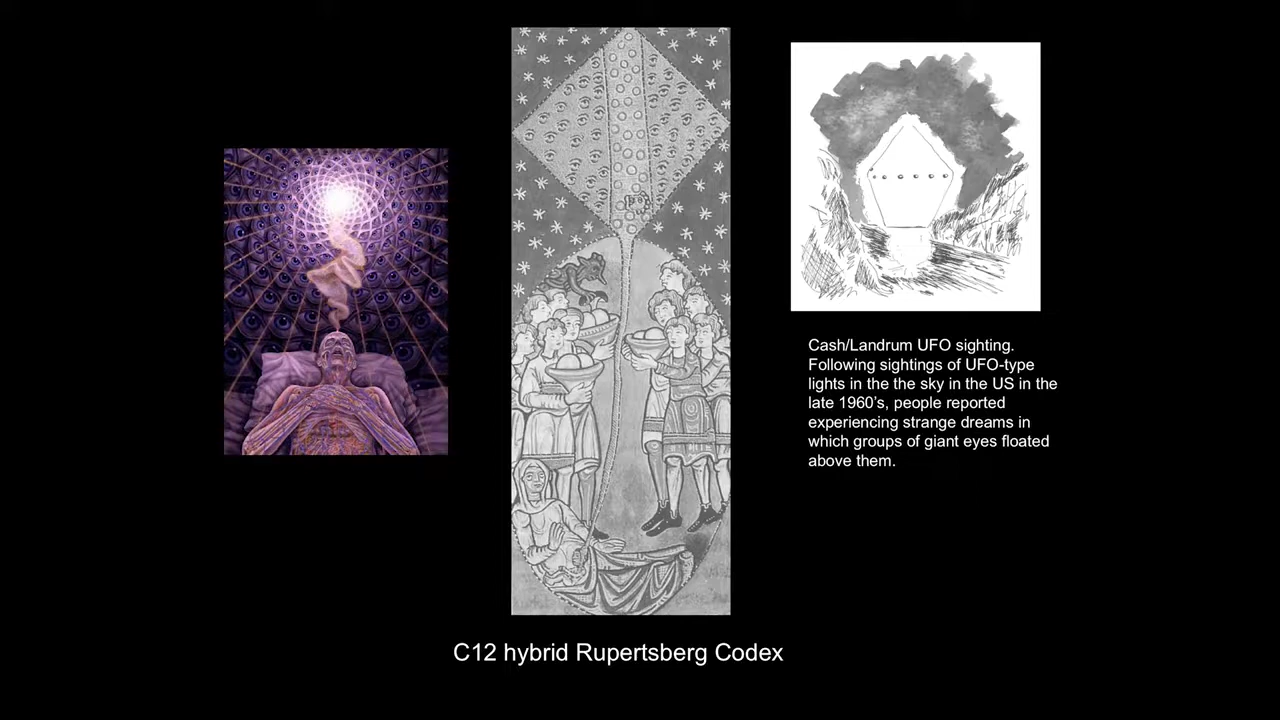 Cash/Landrum UFO sighting.
Following sightings of UFO-type
lights in the the sky in the US in the
late 1960’s, people reported
experiencing strange dreams in
which groups of giant eyes floated
above them.
C12 hybrid Rupertsberg Codex